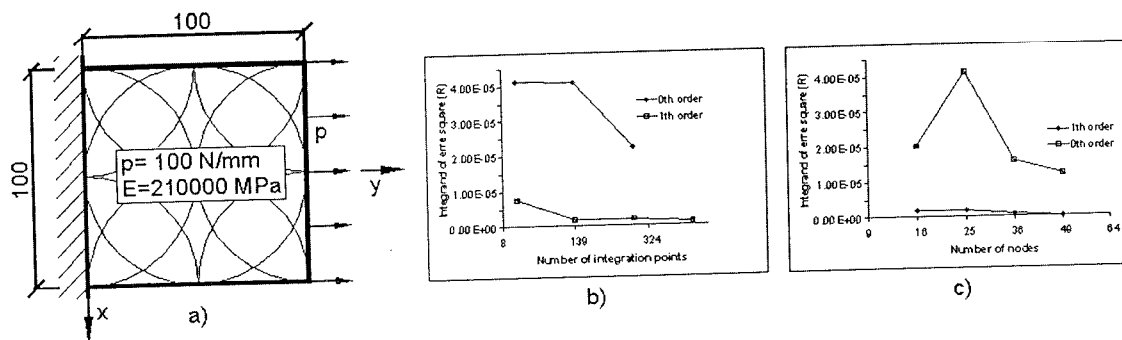 100
100
p
p= 100 N/mm
E=210000 MPa
y
x
a)
Integrand of erre square [R]
4.00E-05
3.00E-05
2.00E-05
1.00E-05
0.00E+00
8
139
324
0th order
1th order
Number of integration points
b)
Integrand of erre square [R]
4.00E-05
3.00E-05
2.00E-05
1.00E-05
0.00E+00
9
16
25
36
49
64
1th order
0th order
Number of nodes
c)